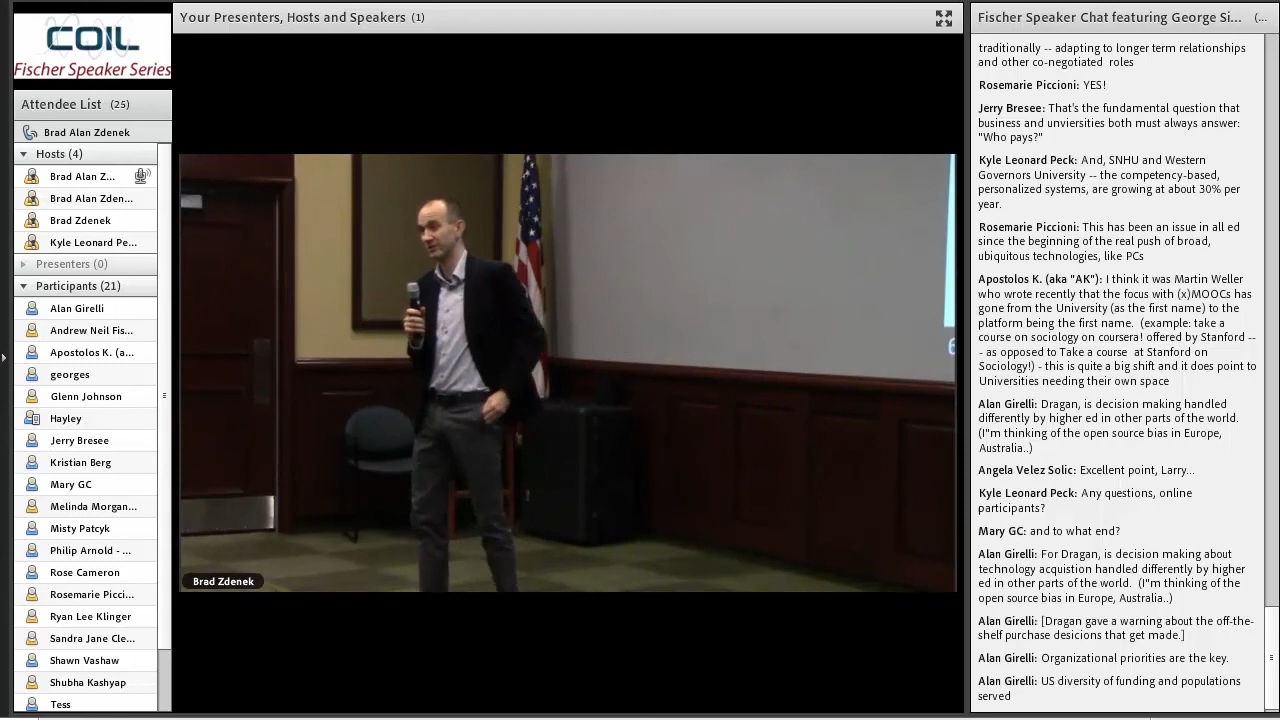 COIL
Fischer Speaker Series
Attendee List (25)
Brad Alan Zdenek
Hosts (4)
Brad Alan Z...
Brad Alan Zden...
Brad Zdenek
Kyle Leonard Pe...
Presenters (0)
Participants (21)
Alan Girelli
Andrew Neil Fis...
Apostolos K. (a...
georges
Glenn Johnson
Hayley
Jerry Bresee
Kristian Berg
Mary GC
Melinda Morgan...
Misty Patcyk
Philip Arnold - ...
Rose Cameron
Rosemarie Picci...
Ryan Lee Klinger
Sandra Jane Cle...
Shawn Vashaw
Shubha Kashyap
Tess
Your Presenters, Hosts and Speakers (1)
6
Brad Zdenek
Fischer Speaker Chat featuring George Si... (...
traditionally -- adapting to longer term relationships
and other co-negotiated roles
Rosemarie Piccioni: YES!
Jerry Bresee: That's the fundamental question that
business and unviersities both must always answer:
"Who pays?"
Kyle Leonard Peck: And, SNHU and Western
Governors University -- the competency-based,
personalized systems, are growing at about 30% per
year.
Rosemarie Piccioni: This has been an issue in all ed
since the beginning of the real push of broad,
ubiquitous technologies, like PCs
Apostolos K. (aka "AK"): I think it was Martin Weller
who wrote recently that the focus with (x)MOOCs has
gone from the University (as the first name) to the
platform being the first name. (example: take a
course on sociology on coursera! offered by Stanford --
- as opposed to Take a course at Stanford on
Sociology!) - this is quite a big shift and it does point to
Universities needing their own space
Alan Girelli: Dragan, is decision making handled
differently by higher ed in other parts of the world.
(I"m thinking of the open source bias in Europe,
Australia..)
Angela Velez Solic: Excellent point, Larry...
Kyle Leonard Peck: Any questions, online
participants?
Mary GC: and to what end?
Alan Girelli: For Dragan, is decision making about
technology acquistion handled differently by higher
ed in other parts of the world. (I"m thinking of the
open source bias in Europe, Australia..)
Alan Girelli: [Dragan gave a warning about the off-the-
shelf purchase desicions that get made.]
Alan Girelli: Organizational priorities are the key.
Alan Girelli: US diversity of funding and populations
served